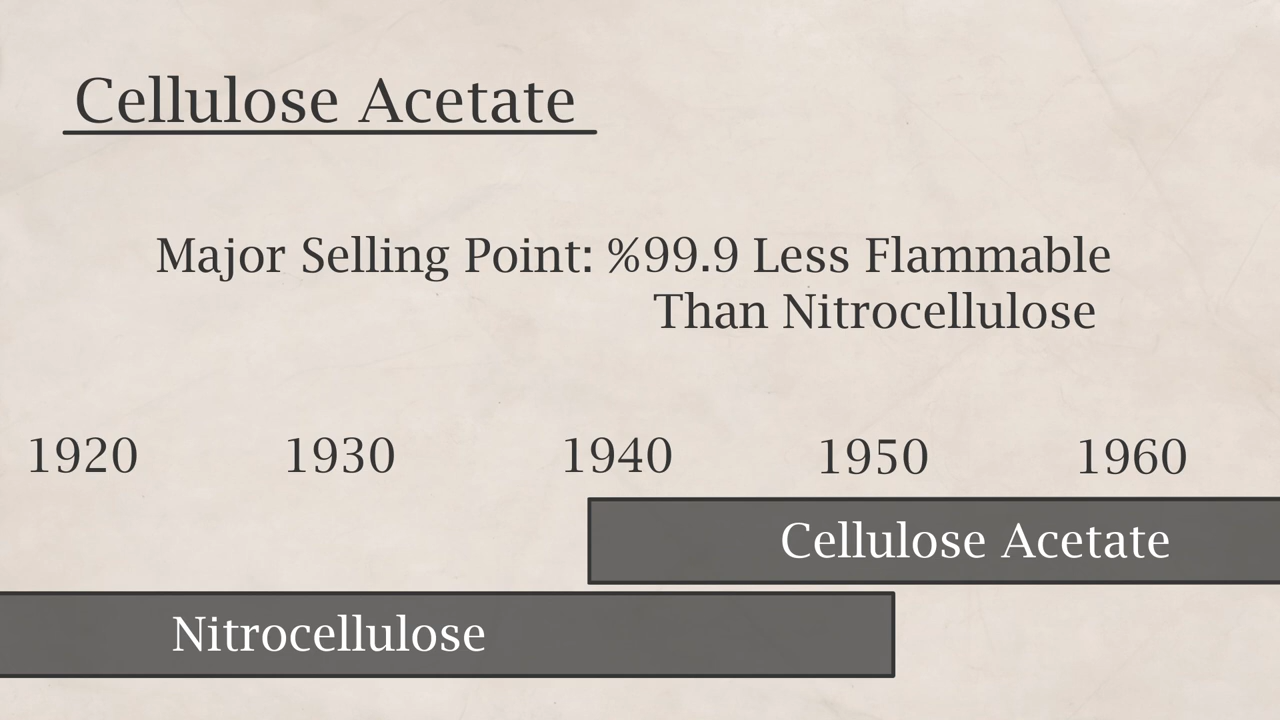 Cellulose Acetate
Major Selling Point: %99.9 Less Flammable
Than Nitrocellulose
1920 1930 1940 1950 1960
Cellulose Acetate
Nitrocellulose